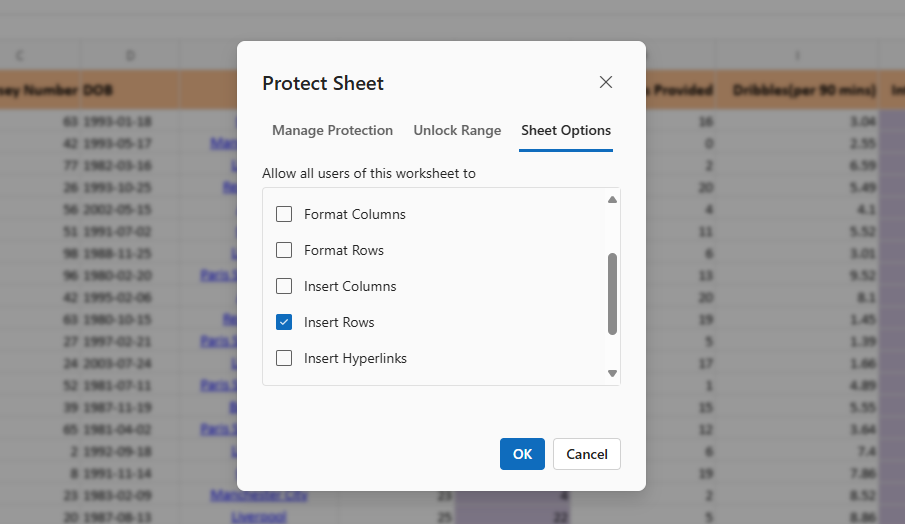 C D I
sey Number DOB s Provided Dribbles(per 90 mins)
Protect Sheet
Manage Protection Unlock Range Sheet Options
Allow all users of this worksheet to
Format Columns
Format Rows
Insert Columns
Insert Rows
Insert Hyperlinks
OK Cancel
63 1993-01-18 16 3.04
42 1993-05-17 Man 0 2.55
77 1982-03-16 L 2 6.59
26 1993-10-25 Re 20 5.49
56 2002-05-15 4 4.1
51 1991-07-02 11 5.52
98 1988-11-25 L 6 3.01
96 1980-02-20 Paris S 13 9.52
42 1995-02-06 20 8.1
63 1980-10-15 Re 19 1.45
27 1997-02-21 Paris S 5 1.39
24 2003-07-24 L 17 1.66
52 1981-07-11 Paris S 1 4.89
39 1987-11-19 B 15 5.55
65 1981-04-02 Paris S 12 3.64
2 1992-09-18 L 6 7.4
8 1991-11-14 19 7.86
23 1983-02-09 Manchester City 23 4 2 8.52
20 1987-08-13 Liverpool 25 22 5 8.86